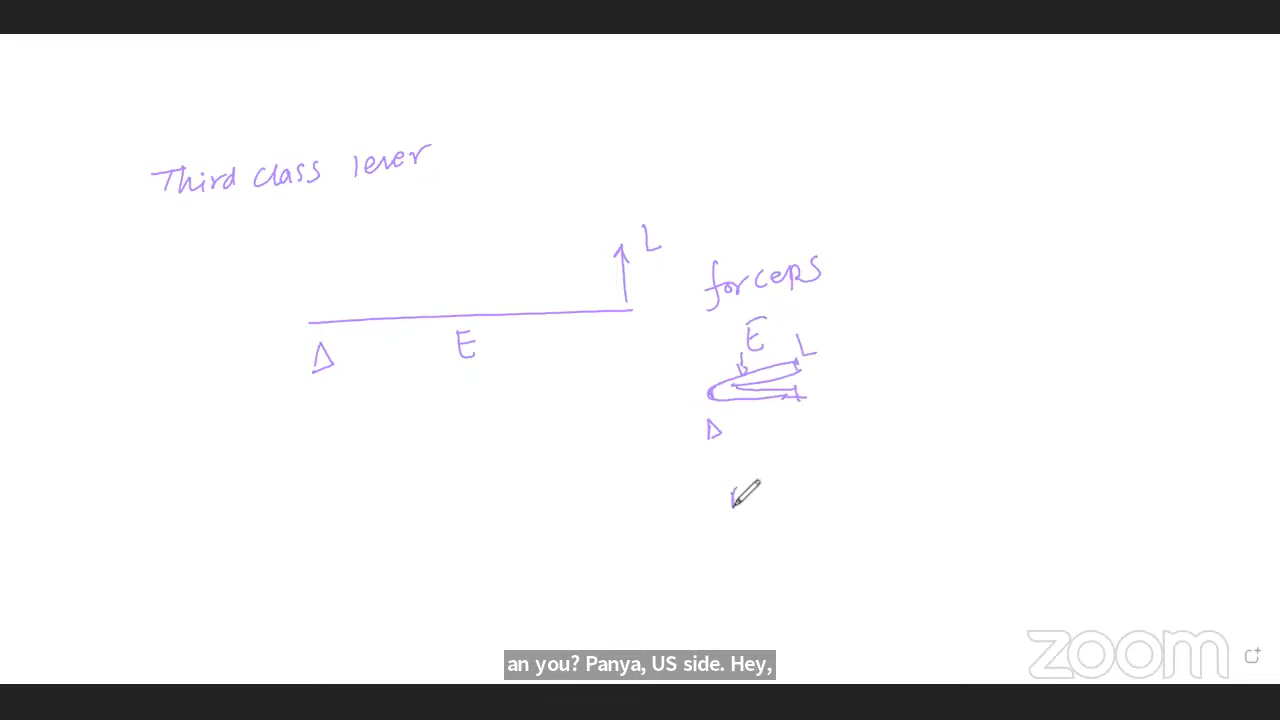 Third class lever
L
forceps
E
E
L
an you? Panya, US side. Hey,
zoom